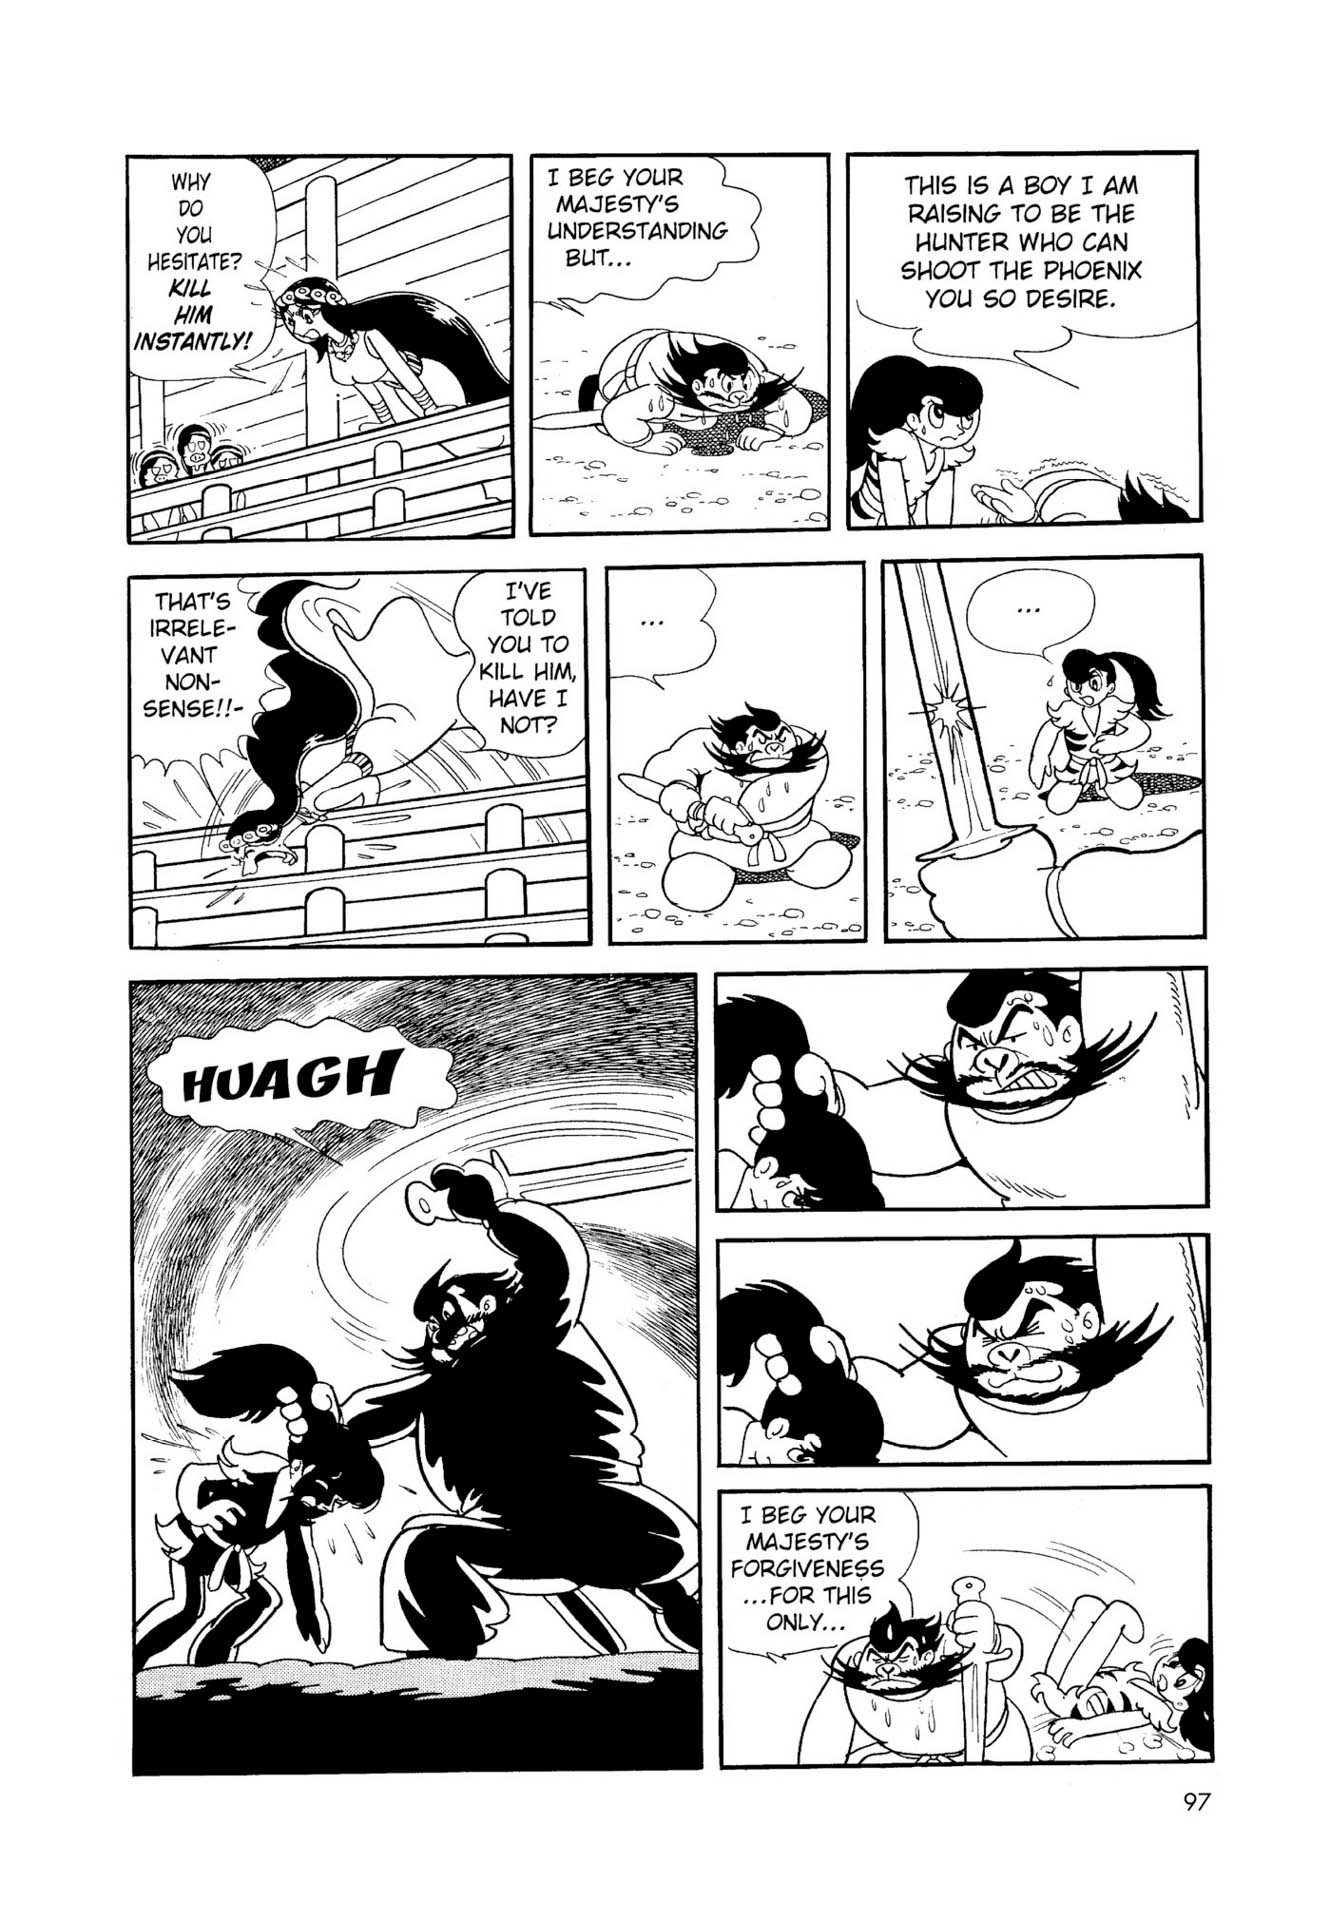 WHY
DO
YOU
HESITATE?
KILL
HIM
INSTANTLY!
I BEG YOUR
MAJESTY'S
UNDERSTANDING
BUT...
THIS IS A BOY I AM
RAISING TO BE THE
HUNTER WHO CAN
SHOOT THE PHOENIX
YOU SO DESIRE.
THAT'S
IRRELE-
VANT
NON-
SENSE!!-
I'VE
TOLD
YOU TO
KILL HIM,
HAVE I
NOT?
...
...
HUAGH
I BEG YOUR
MAJESTY'S
FORGIVENESS
...FOR THIS
ONLY...
97